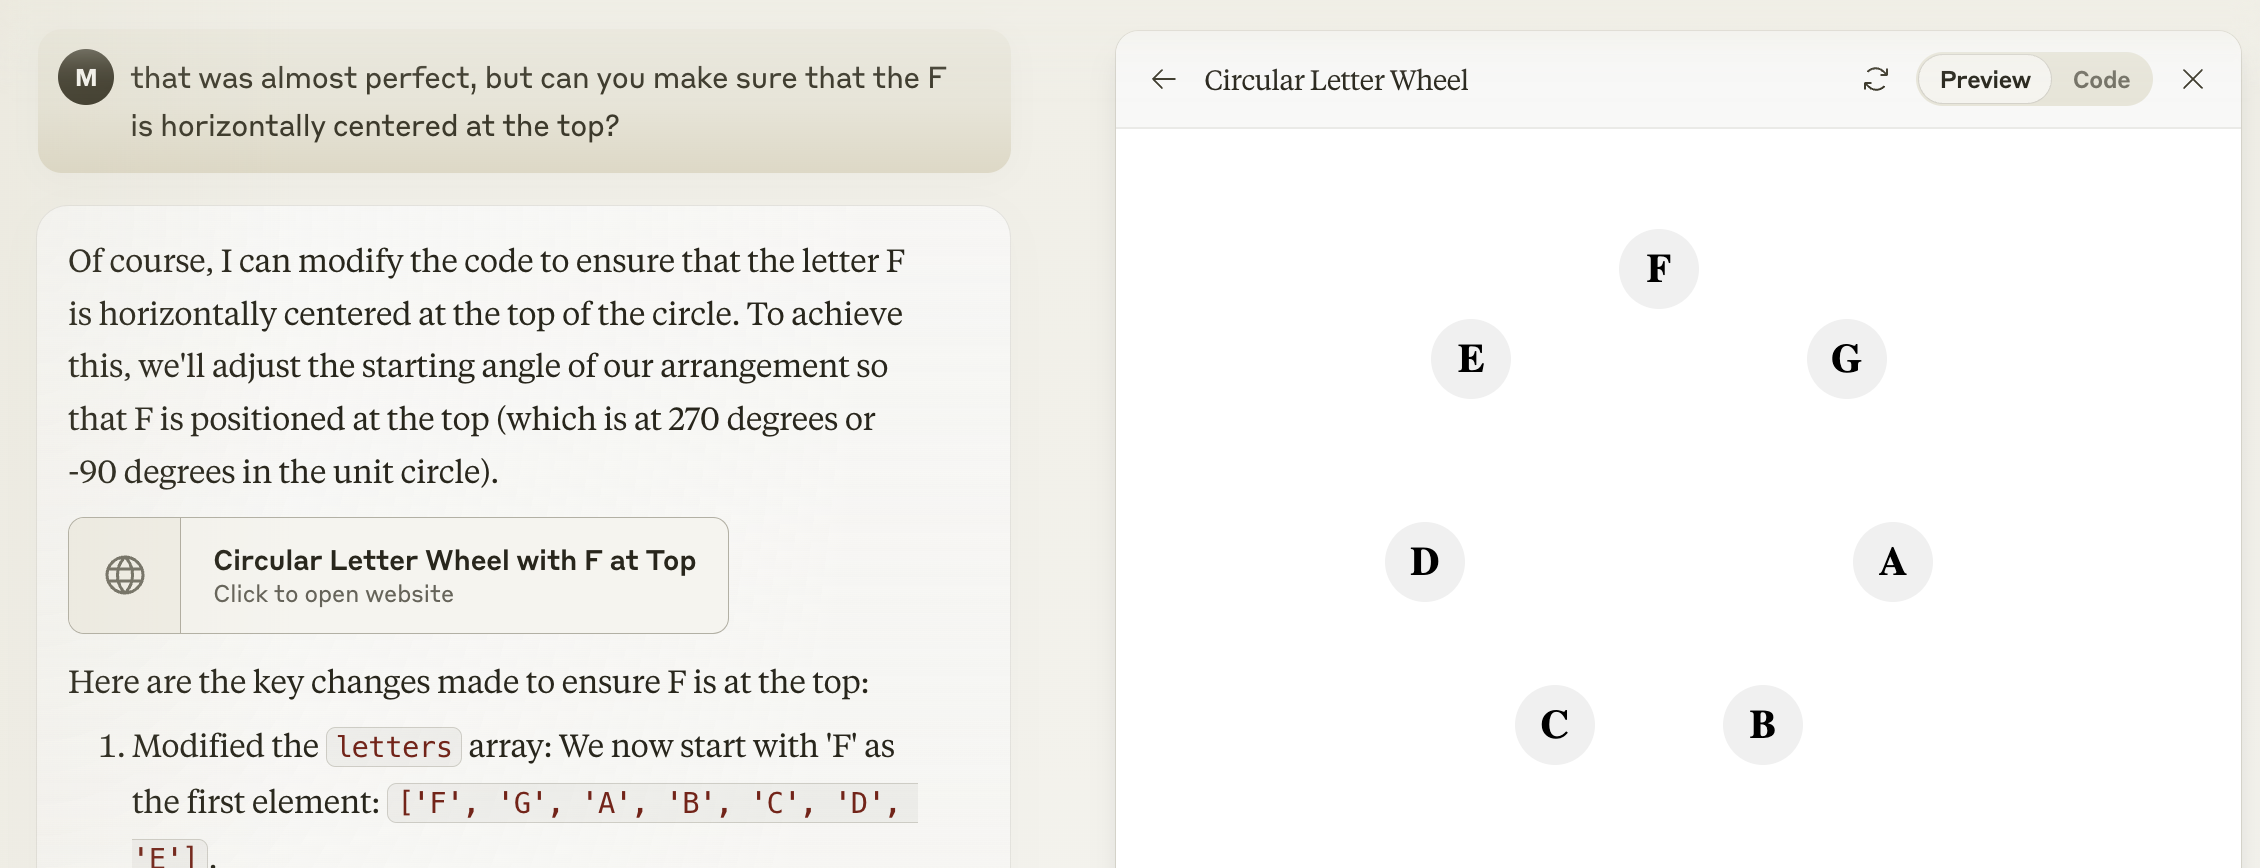 M
that was almost perfect, but can you make sure that the F
is horizontally centered at the top?
Of course, I can modify the code to ensure that the letter F
is horizontally centered at the top of the circle. To achieve
this, we'll adjust the starting angle of our arrangement so
that F is positioned at the top (which is at 270 degrees or
-90 degrees in the unit circle).
Circular Letter Wheel with F at Top
Click to open website
Here are the key changes made to ensure F is at the top:
1. Modified the letters array: We now start with 'F' as
the first element: ['F', 'G', 'A', 'B', 'C', 'D',
'E'].
Circular Letter Wheel
Preview
Code
F
E
G
D
A
C
B